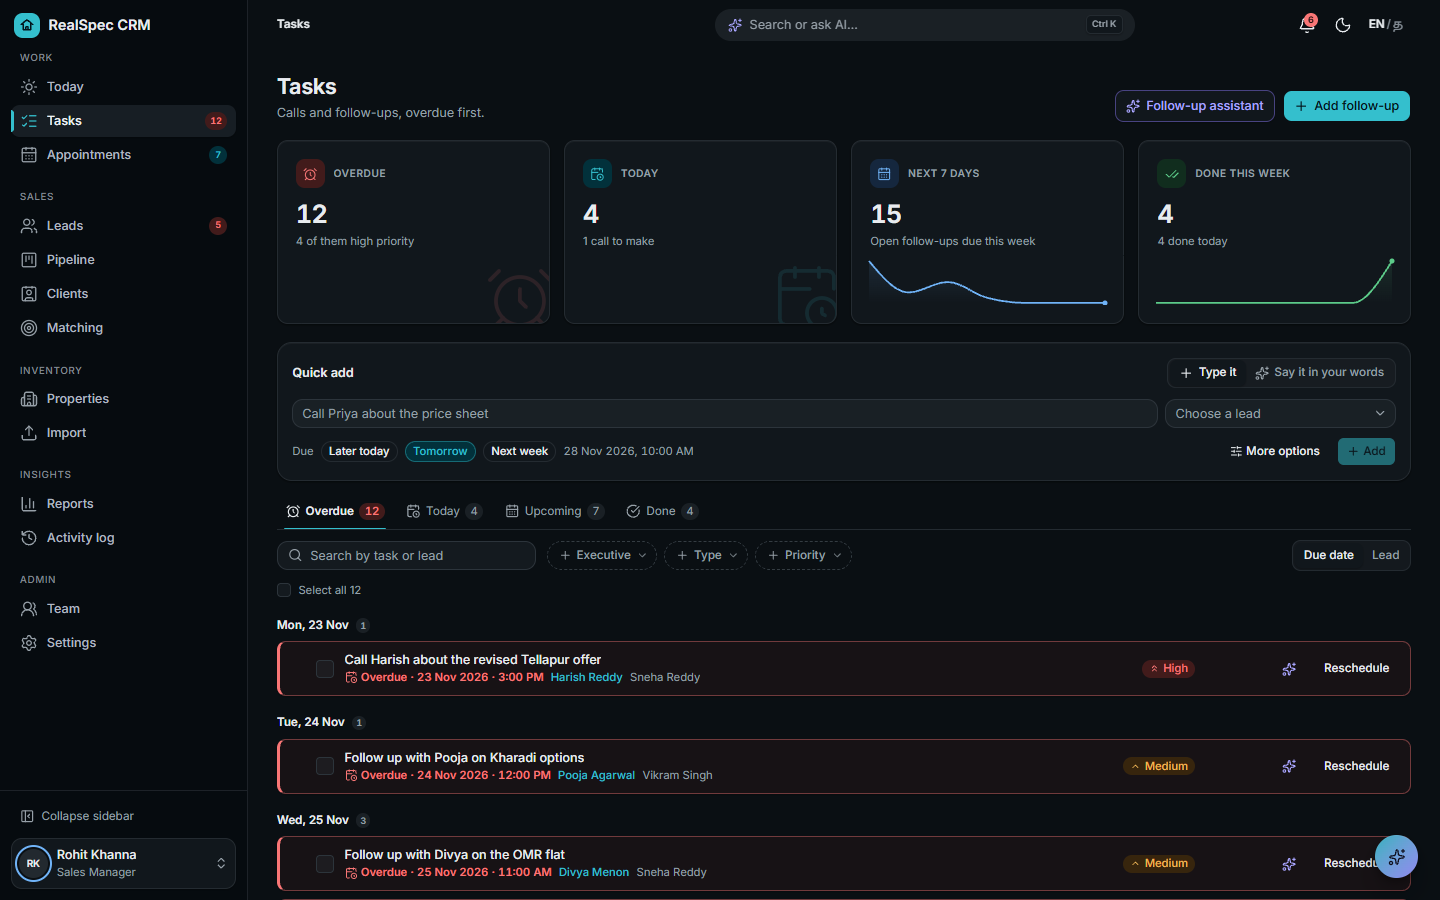 RealSpec CRM
WORK
Today
Tasks 12
Appointments 7
SALES
Leads 5
Pipeline
Clients
Matching
INVENTORY
Properties
Import
INSIGHTS
Reports
Activity log
ADMIN
Team
Settings
Collapse sidebar
RK
Rohit Khanna
Sales Manager
Tasks
Search or ask AI...
Ctrl K
6
EN / த
Tasks
Calls and follow-ups, overdue first.
Follow-up assistant
Add follow-up
OVERDUE
12
4 of them high priority
TODAY
4
1 call to make
NEXT 7 DAYS
15
Open follow-ups due this week
DONE THIS WEEK
4
4 done today
Quick add
Type it
Say it in your words
Call Priya about the price sheet
Choose a lead
Due Later today Tomorrow Next week 28 Nov 2026, 10:00 AM
More options
Add
Overdue 12
Today 4
Upcoming 7
Done 4
Search by task or lead
Executive
Type
Priority
Due date
Lead
Select all 12
Mon, 23 Nov 1
Call Harish about the revised Tellapur offer
Overdue · 23 Nov 2026 · 3:00 PM Harish Reddy Sneha Reddy
High
Reschedule
Tue, 24 Nov 1
Follow up with Pooja on Kharadi options
Overdue · 24 Nov 2026 · 12:00 PM Pooja Agarwal Vikram Singh
Medium
Reschedule
Wed, 25 Nov 3
Follow up with Divya on the OMR flat
Overdue · 25 Nov 2026 · 11:00 AM Divya Menon Sneha Reddy
Medium